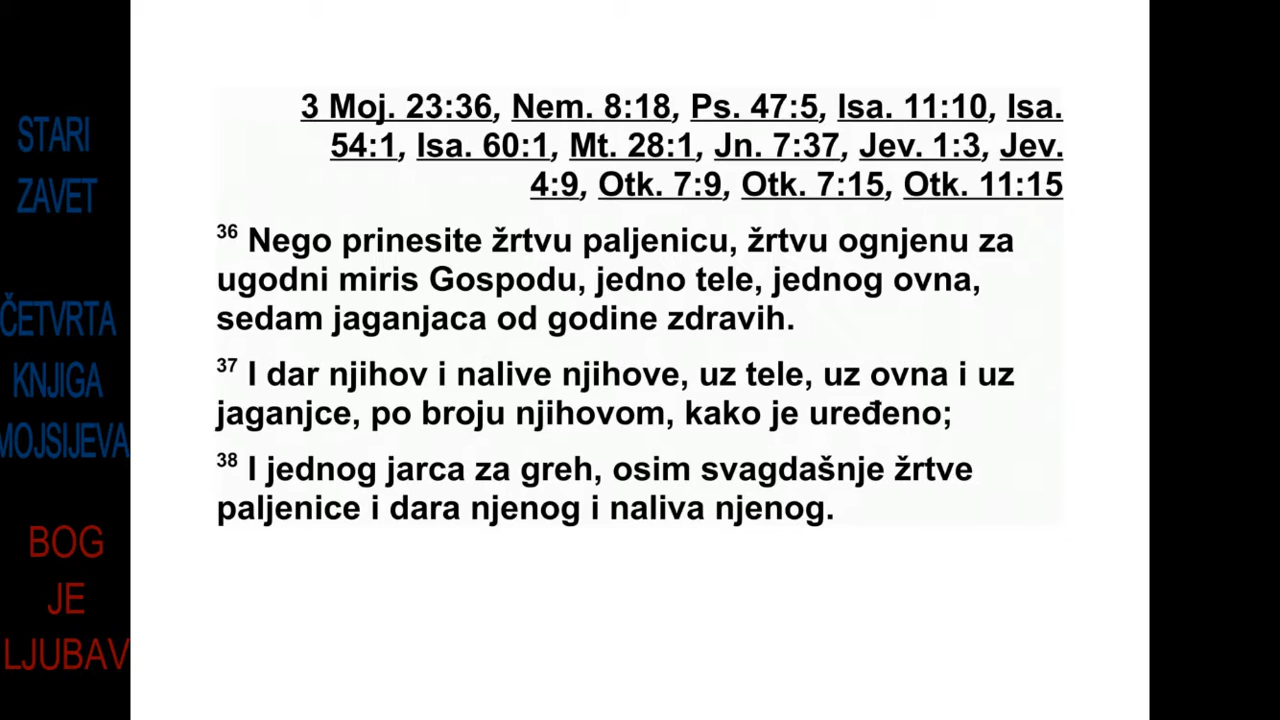 STARI
ZAVET
ČETVRTA
KNJIGA
MOJSIJEVA
BOG
JE
LJUBAV
3 Moj. 23:36, Nem. 8:18, Ps. 47:5, Isa. 11:10, Isa.
54:1, Isa. 60:1, Mt. 28:1, Jn. 7:37, Jev. 1:3, Jev.
4:9, Otk. 7:9, Otk. 7:15, Otk. 11:15
36 Nego prinesite žrtvu paljenicu, žrtvu ognjenu za
ugodni miris Gospodu, jedno tele, jednog ovna,
sedam jaganjaca od godine zdravih.
37 I dar njihov i nalive njihove, uz tele, uz ovna i uz
jaganjce, po broju njihovom, kako je uređeno;
38 I jednog jarca za greh, osim svagdašnje žrtve
paljenice i dara njenog i naliva njenog.